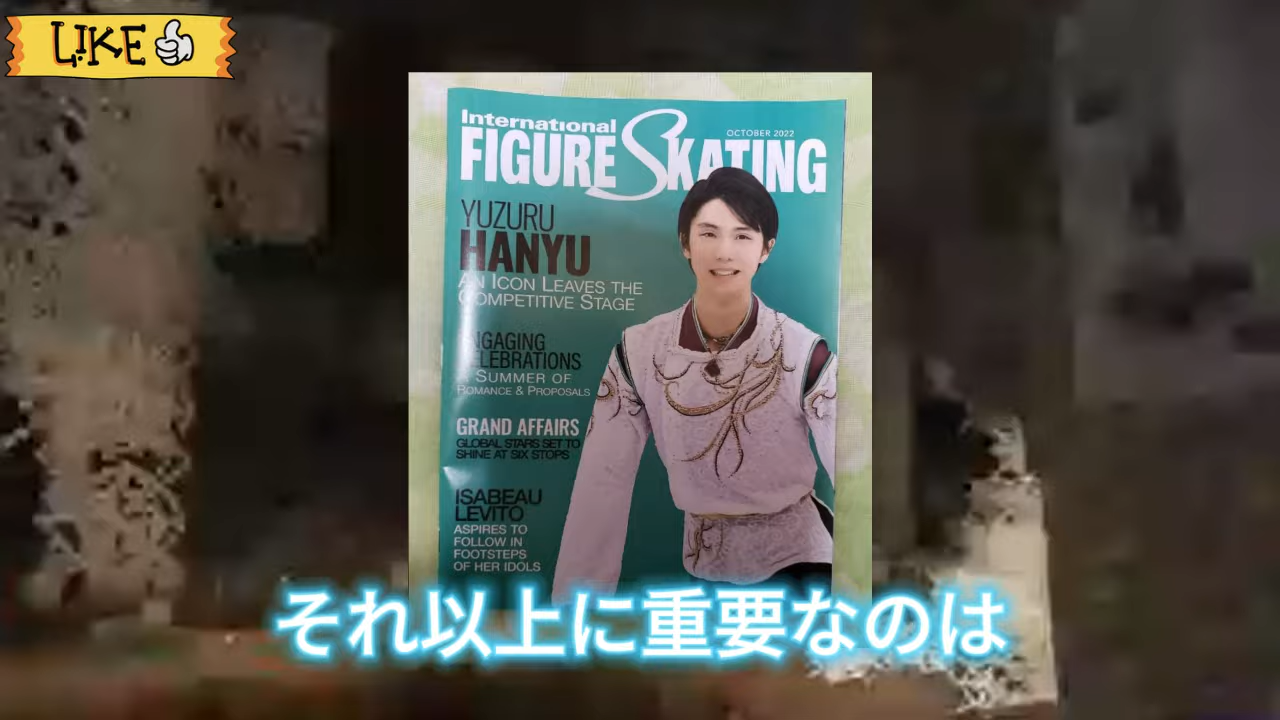 LIKE
International
FIGURE SKATING
OCTOBER 2022
YUZURU
HANYU
AN ICON LEAVES THE
COMPETITIVE STAGE
ENGAGING
CELEBRATIONS
A SUMMER OF
ROMANCE & PROPOSALS
GRAND AFFAIRS
GLOBAL STARS SET TO
SHINE AT SIX STOPS
ISABEAU
LEVITO
ASPIRES TO
FOLLOW IN
FOOTSTEPS
OF HER IDOLS
それ以上に重要なのは